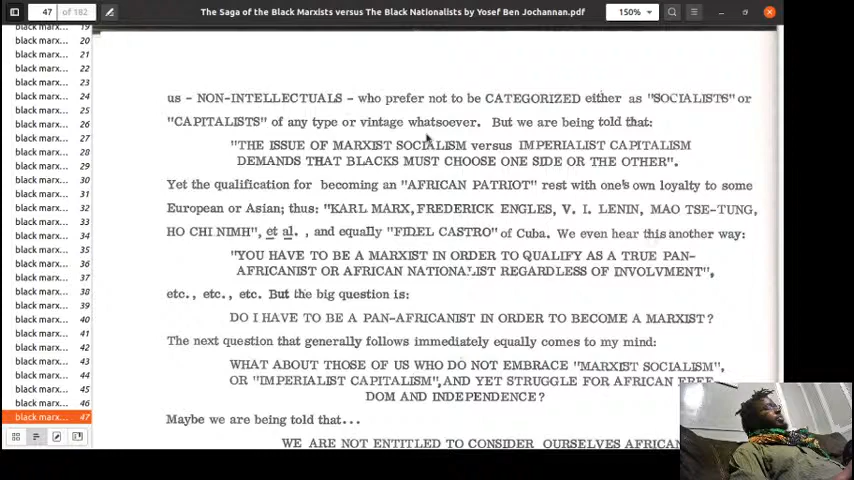 47 of 182
The Saga of the Black Marxists versus The Black Nationalists by Yosef Ben Jochannan.pdf
150%
black marx... 19
black marx... 20
black marx... 21
black marx... 22
black marx... 23
black marx... 24
black marx... 25
black marx... 26
black marx... 27
black marx... 28
black marx... 29
black marx... 30
black marx... 31
black marx... 32
black marx... 33
black marx... 34
black marx... 35
black marx... 36
black marx... 37
black marx... 38
black marx... 39
black marx... 40
black marx... 41
black marx... 42
black marx... 43
black marx... 44
black marx... 45
black marx... 46
black marx... 47
us - NON-INTELLECTUALS - who prefer not to be CATEGORIZED either as "SOCIALISTS" or
"CAPITALISTS" of any type or vintage whatsoever. But we are being told that:
"THE ISSUE OF MARXIST SOCIALISM versus IMPERIALIST CAPITALISM
DEMANDS THAT BLACKS MUST CHOOSE ONE SIDE OR THE OTHER".
Yet the qualification for becoming an "AFRICAN PATRIOT" rest with one's own loyalty to some
European or Asian; thus: "KARL MARX, FREDERICK ENGLES, V. I. LENIN, MAO TSE-TUNG,
HO CHI NIMH", et al., and equally "FIDEL CASTRO" of Cuba. We even hear this another way:
"YOU HAVE TO BE A MARXIST IN ORDER TO QUALIFY AS A TRUE PAN-
AFRICANIST OR AFRICAN NATIONALIST REGARDLESS OF INVOLVMENT",
etc., etc., etc. But the big question is:
DO I HAVE TO BE A PAN-AFRICANIST IN ORDER TO BECOME A MARXIST?
The next question that generally follows immediately equally comes to my mind:
WHAT ABOUT THOSE OF US WHO DO NOT EMBRACE "MARXIST SOCIALISM",
OR "IMPERIALIST CAPITALISM", AND YET STRUGGLE FOR AFRICAN FREE
DOM AND INDEPENDENCE?
Maybe we are being told that...
WE ARE NOT ENTITLED TO CONSIDER OURSELVES AFRICAN